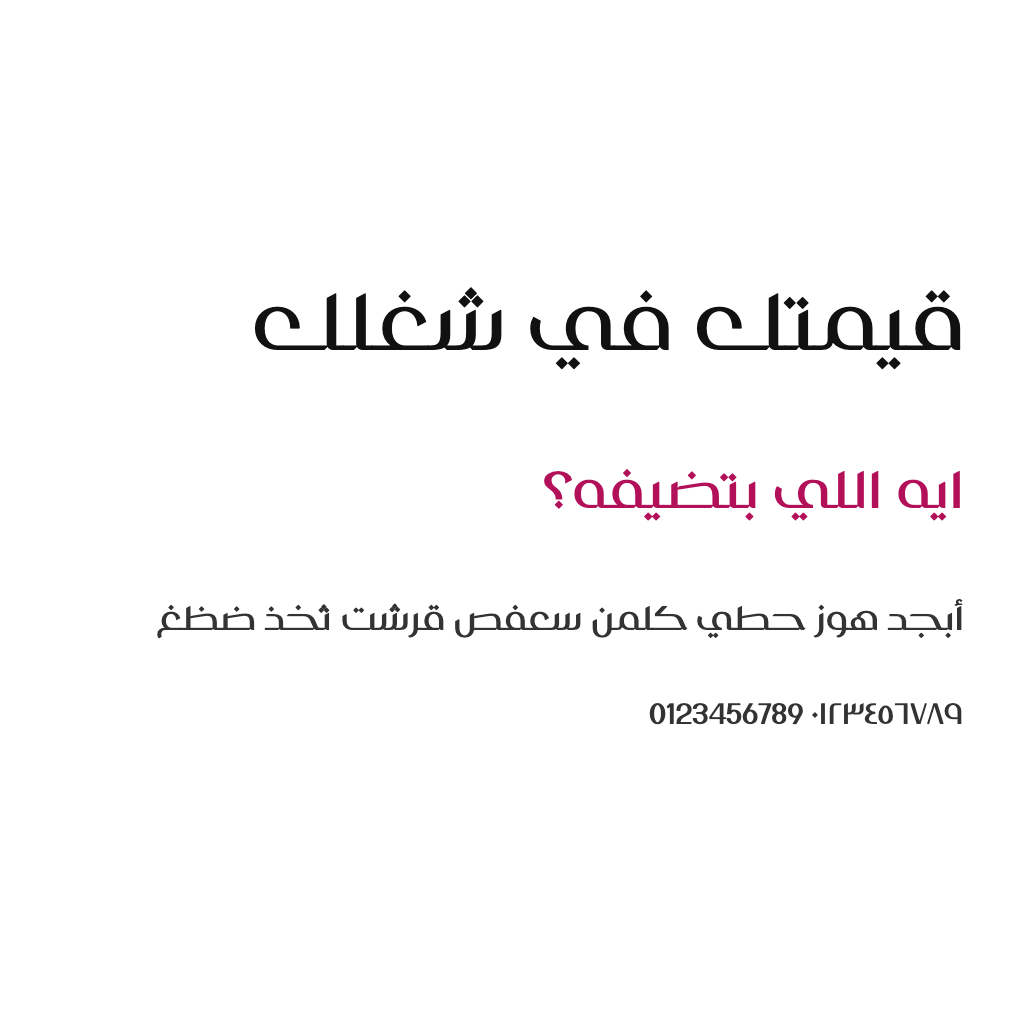 قيمتك في شغلك
ايه اللي بتضيفه؟
أبجد هوز حطي كلمن سعفص قرشت ثخذ ضظغ
٠١٢٣٤٥٦٧٨٩ 0123456789